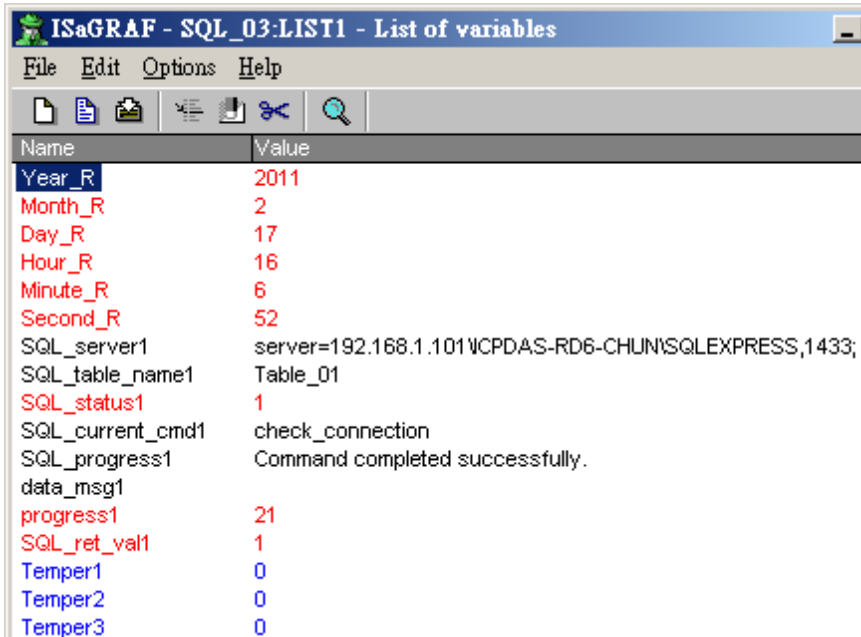 ISaGRAF - SQL_03:LIST1 - List of variables
File Edit Options Help
Name Value
Year_R 2011
Month_R 2
Day_R 17
Hour_R 16
Minute_R 6
Second_R 52
SQL_server1 server=192.168.1.101\ICPDAS-RD6-CHUN\SQLEXPRESS,1433;
SQL_table_name1 Table_01
SQL_status1 1
SQL_current_cmd1 check_connection
SQL_progress1 Command completed successfully.
data_msg1
progress1 21
SQL_ret_val1 1
Temper1 0
Temper2 0
Temper3 0